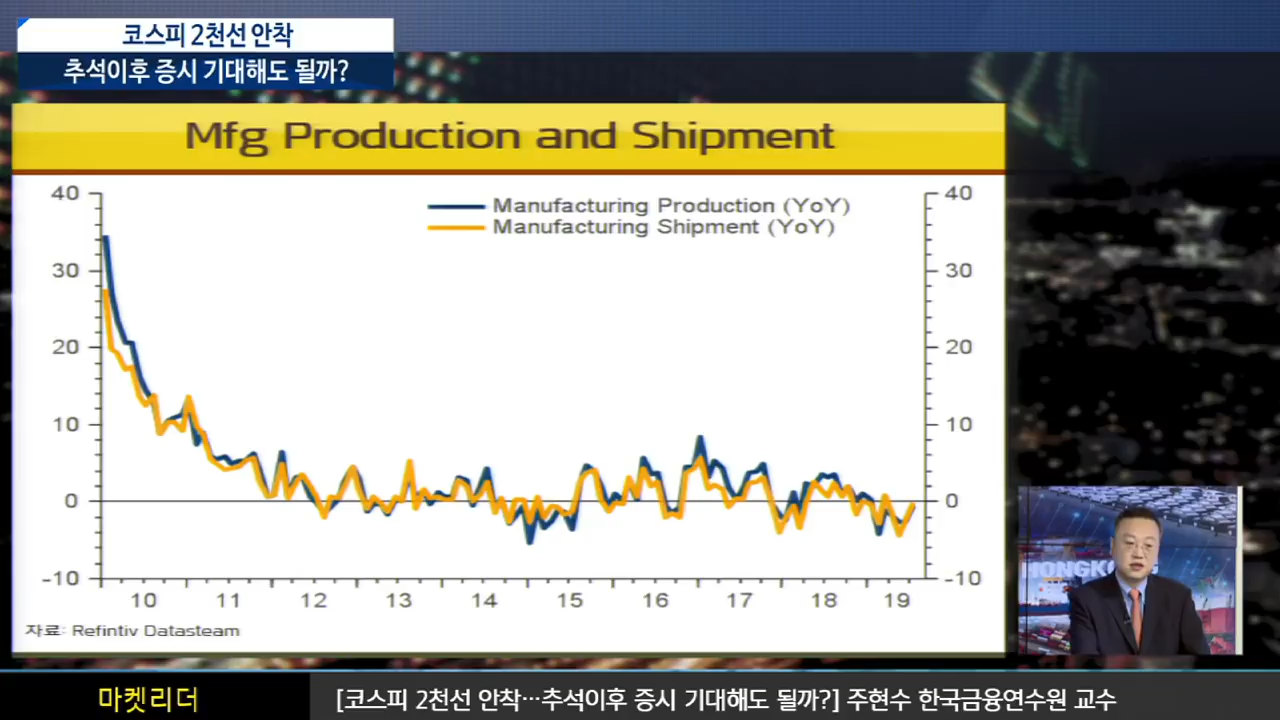 코스피 2천선 안착
추석이후 증시 기대해도 될까?
Mfg Production and Shipment
Manufacturing Production (YoY)
Manufacturing Shipment (YoY)
40
30
20
10
0
-10
40
30
20
10
0
-10
10 11 12 13 14 15 16 17 18 19
자료: Refintiv Datasteam
HONGK
마켓리더
[코스피 2천선 안착…추석이후 증시 기대해도 될까?] 주현수 한국금융연수원 교수